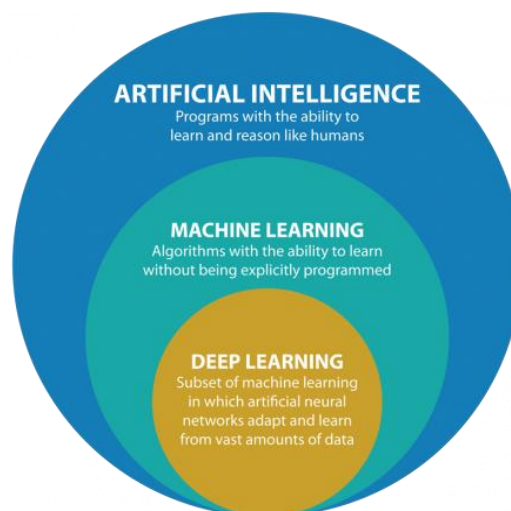 ARTIFICIAL INTELLIGENCE
Programs with the ability to
learn and reason like humans
MACHINE LEARNING
Algorithms with the ability to learn
without being explicitly programmed
DEEP LEARNING
Subset of machine learning
in which artificial neural
networks adapt and learn
from vast amounts of data